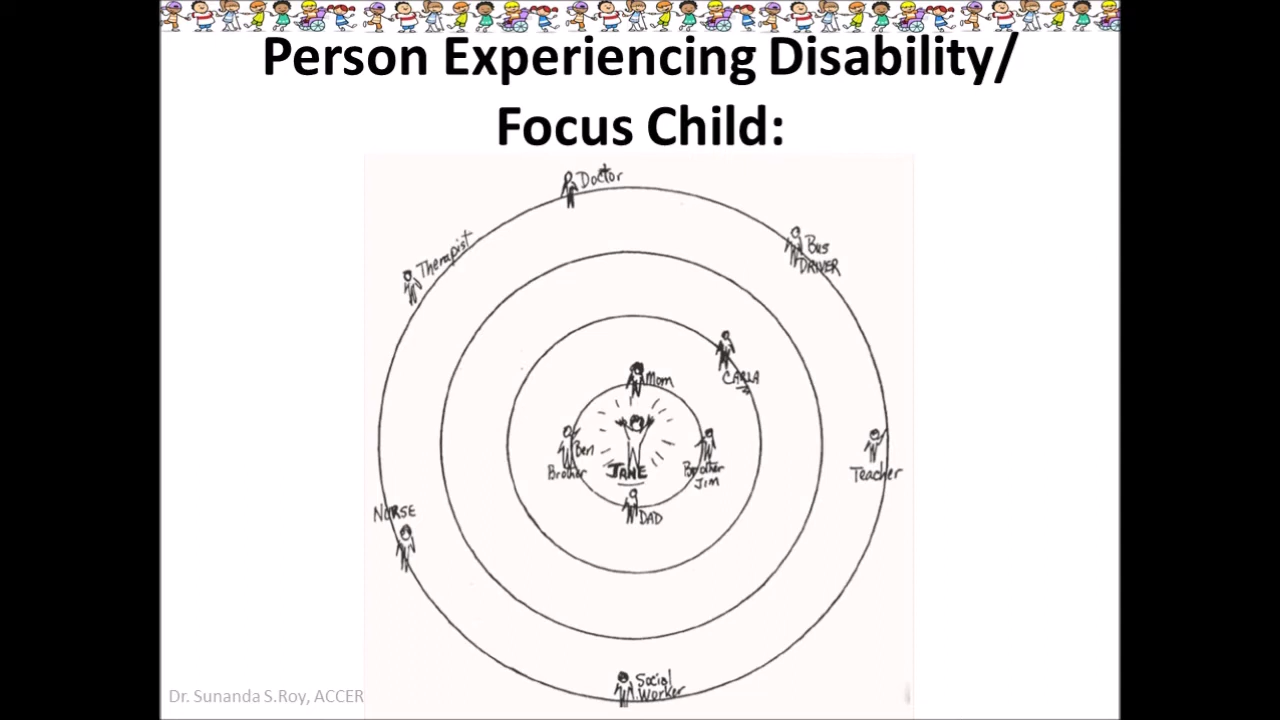 Person Experiencing Disability/
Focus Child:
Doctor
Therapist
Bus
DRIVER
CARLA
Mom
Ben
Brother
JANE
Brother
Jim
Teacher
DAD
NURSE
Social
Worker
Dr. Sunanda S.Roy, ACCER